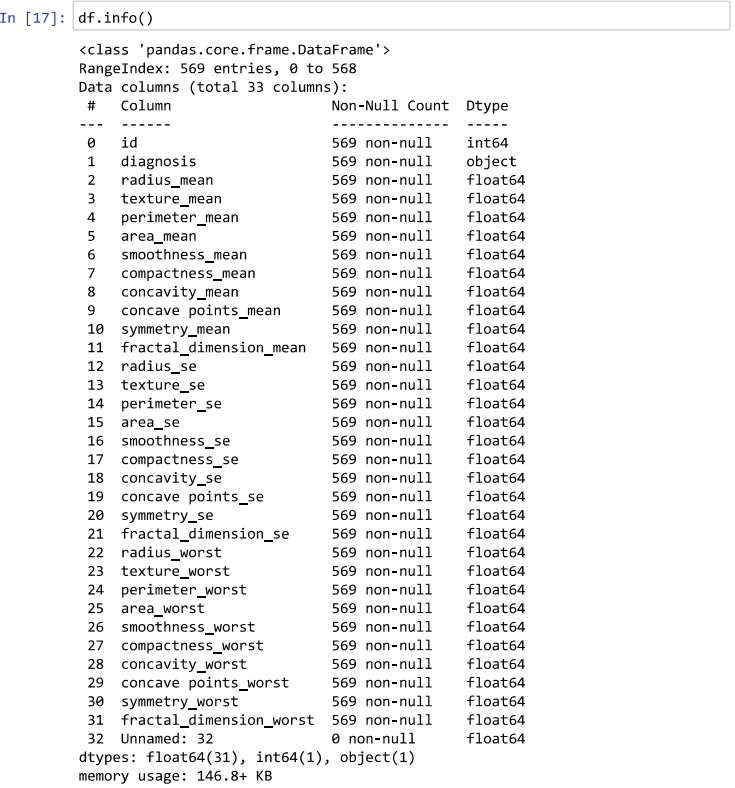 In [17]: df.info()
<class 'pandas.core.frame.DataFrame'>
RangeIndex: 569 entries, 0 to 568
Data columns (total 33 columns):
 #   Column                   Non-Null Count  Dtype
---  ------                   --------------  -----
 0   id                       569 non-null    int64
 1   diagnosis                569 non-null    object
 2   radius_mean              569 non-null    float64
 3   texture_mean             569 non-null    float64
 4   perimeter_mean           569 non-null    float64
 5   area_mean                569 non-null    float64
 6   smoothness_mean          569 non-null    float64
 7   compactness_mean         569 non-null    float64
 8   concavity_mean           569 non-null    float64
 9   concave points_mean      569 non-null    float64
 10  symmetry_mean            569 non-null    float64
 11  fractal_dimension_mean   569 non-null    float64
 12  radius_se                569 non-null    float64
 13  texture_se               569 non-null    float64
 14  perimeter_se             569 non-null    float64
 15  area_se                  569 non-null    float64
 16  smoothness_se            569 non-null    float64
 17  compactness_se           569 non-null    float64
 18  concavity_se             569 non-null    float64
 19  concave points_se        569 non-null    float64
 20  symmetry_se              569 non-null    float64
 21  fractal_dimension_se     569 non-null    float64
 22  radius_worst             569 non-null    float64
 23  texture_worst            569 non-null    float64
 24  perimeter_worst          569 non-null    float64
 25  area_worst               569 non-null    float64
 26  smoothness_worst         569 non-null    float64
 27  compactness_worst        569 non-null    float64
 28  concavity_worst          569 non-null    float64
 29  concave points_worst     569 non-null    float64
 30  symmetry_worst           569 non-null    float64
 31  fractal_dimension_worst  569 non-null    float64
 32  Unnamed: 32              0 non-null      float64
dtypes: float64(31), int64(1), object(1)
memory usage: 146.8+ KB